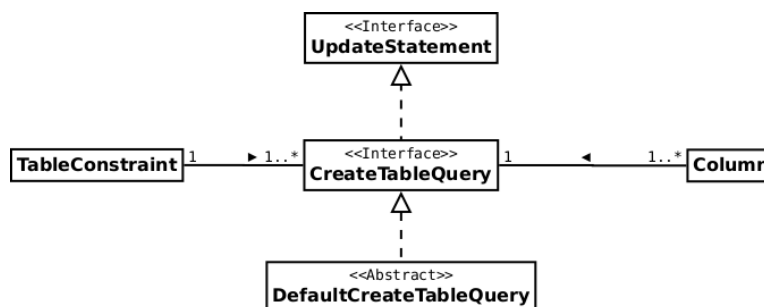 <<Interface>>
UpdateStatement
TableConstraint
1
1..*
<<Interface>>
CreateTableQuery
1
1..*
Column
<<Abstract>>
DefaultCreateTableQuery